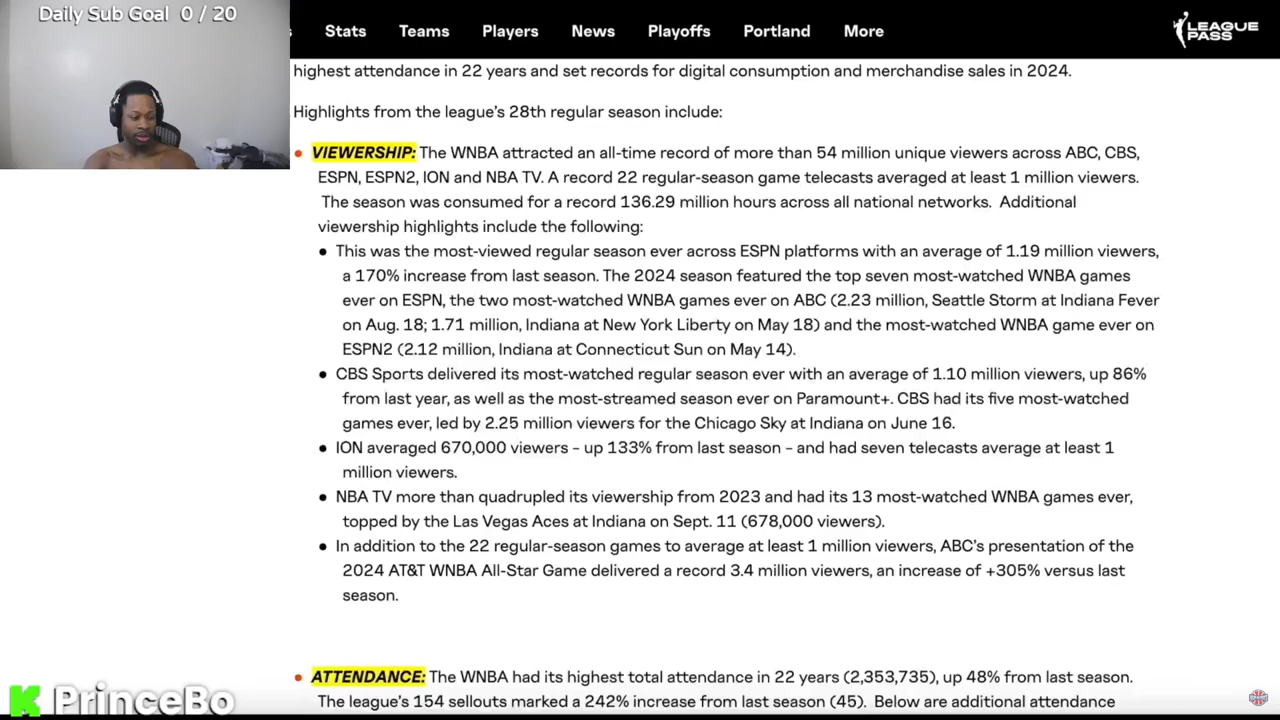 Daily Sub Goal 0 / 20
Stats Teams Players News Playoffs Portland More
LEAGUE
PASS
highest attendance in 22 years and set records for digital consumption and merchandise sales in 2024.
Highlights from the league's 28th regular season include:
• VIEWERSHIP: The WNBA attracted an all-time record of more than 54 million unique viewers across ABC, CBS,
ESPN, ESPN2, ION and NBA TV. A record 22 regular-season game telecasts averaged at least 1 million viewers.
The season was consumed for a record 136.29 million hours across all national networks. Additional
viewership highlights include the following:
• This was the most-viewed regular season ever across ESPN platforms with an average of 1.19 million viewers,
a 170% increase from last season. The 2024 season featured the top seven most-watched WNBA games
ever on ESPN, the two most-watched WNBA games ever on ABC (2.23 million, Seattle Storm at Indiana Fever
on Aug. 18; 1.71 million, Indiana at New York Liberty on May 18) and the most-watched WNBA game ever on
ESPN2 (2.12 million, Indiana at Connecticut Sun on May 14).
• CBS Sports delivered its most-watched regular season ever with an average of 1.10 million viewers, up 86%
from last year, as well as the most-streamed season ever on Paramount+. CBS had its five most-watched
games ever, led by 2.25 million viewers for the Chicago Sky at Indiana on June 16.
• ION averaged 670,000 viewers – up 133% from last season – and had seven telecasts average at least 1
million viewers.
• NBA TV more than quadrupled its viewership from 2023 and had its 13 most-watched WNBA games ever,
topped by the Las Vegas Aces at Indiana on Sept. 11 (678,000 viewers).
• In addition to the 22 regular-season games to average at least 1 million viewers, ABC's presentation of the
2024 AT&T WNBA All-Star Game delivered a record 3.4 million viewers, an increase of +305% versus last
season.
• ATTENDANCE: The WNBA had its highest total attendance in 22 years (2,353,735), up 48% from last season.
The league's 154 sellouts marked a 242% increase from last season (45). Below are additional attendance
K PrinceBo